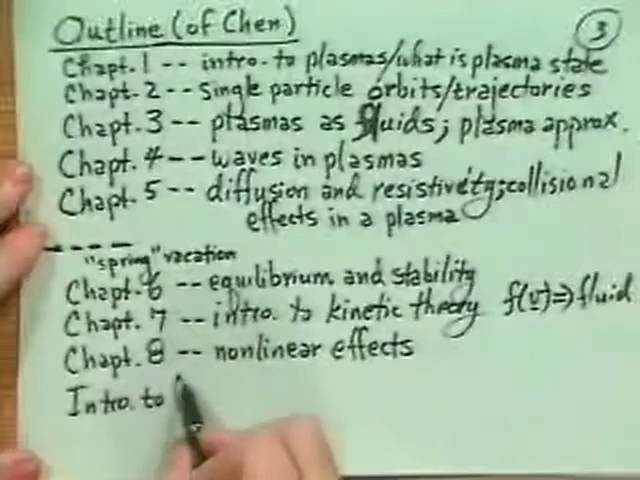 Outline (of Chen)
3
Chapt. 1 -- intro. to plasmas/what is plasma state
Chapt. 2 -- single particle orbits/trajectories
Chapt. 3 -- plasmas as fluids; plasma approx.
Chapt. 4 -- waves in plasmas
Chapt. 5 -- diffusion and resistivity; collisional
effects in a plasma
"spring" vacation
Chapt. 6 -- equilibrium and stability
Chapt. 7 -- intro. to kinetic theory f(v)⇒fluid
Chapt. 8 -- nonlinear effects
Intro. to